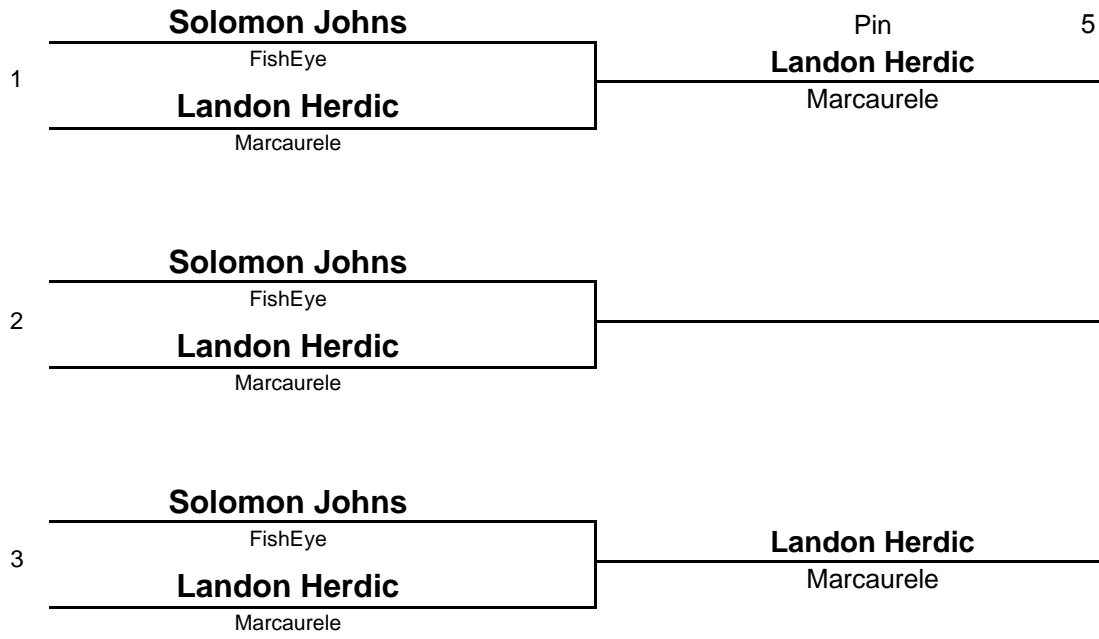 Solomon Johns
Pin 5
FishEye
Landon Herdic
1
Landon Herdic
Marcaurele
Marcaurele
Solomon Johns
FishEye
2
Landon Herdic
Marcaurele
Solomon Johns
FishEye
Landon Herdic
3
Landon Herdic
Marcaurele
Marcaurele